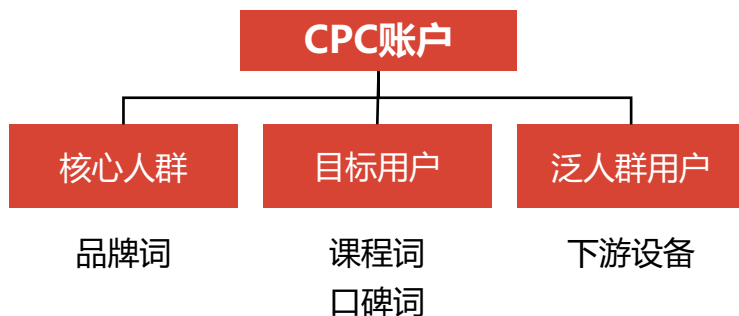 CPC账户
核心人群
目标用户
泛人群用户
品牌词
课程词
下游设备
口碑词